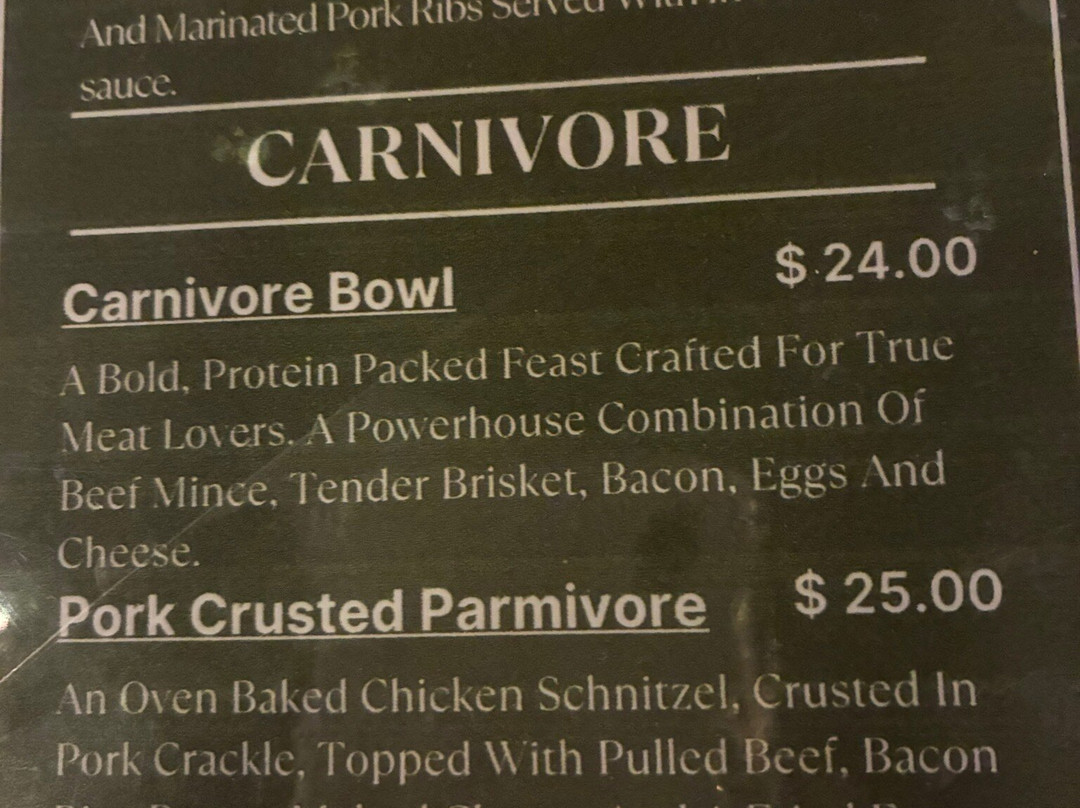 And Marinated Pork Ribs Served With
sauce.
CARNIVORE
Carnivore Bowl $ 24.00
A Bold, Protein Packed Feast Crafted For True
Meat Lovers. A Powerhouse Combination Of
Beef Mince, Tender Brisket, Bacon, Eggs And
Cheese.
Pork Crusted Parmivore $ 25.00
An Oven Baked Chicken Schnitzel, Crusted In
Pork Crackle, Topped With Pulled Beef, Bacon